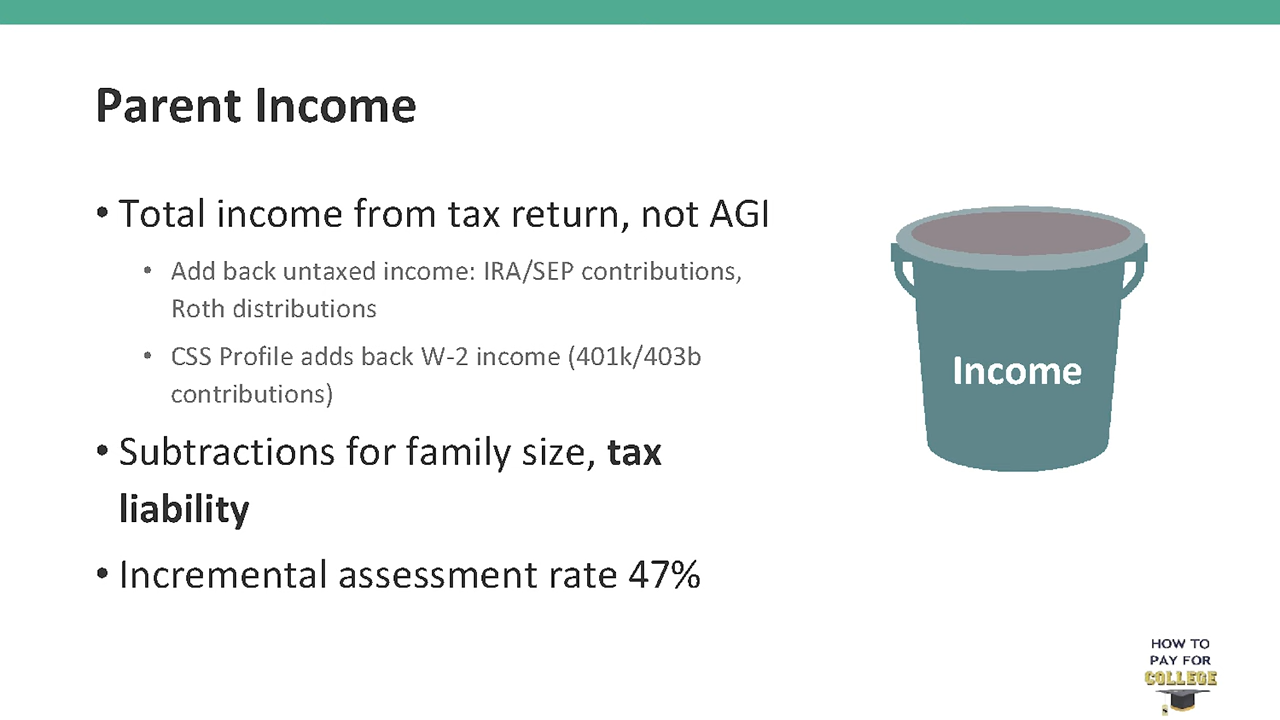 Parent Income
• Total income from tax return, not AGI
• Add back untaxed income: IRA/SEP contributions,
Roth distributions
• CSS Profile adds back W-2 income (401k/403b
contributions)
• Subtractions for family size, tax
liability
• Incremental assessment rate 47%
Income
HOW TO
PAY FOR
COLLEGE